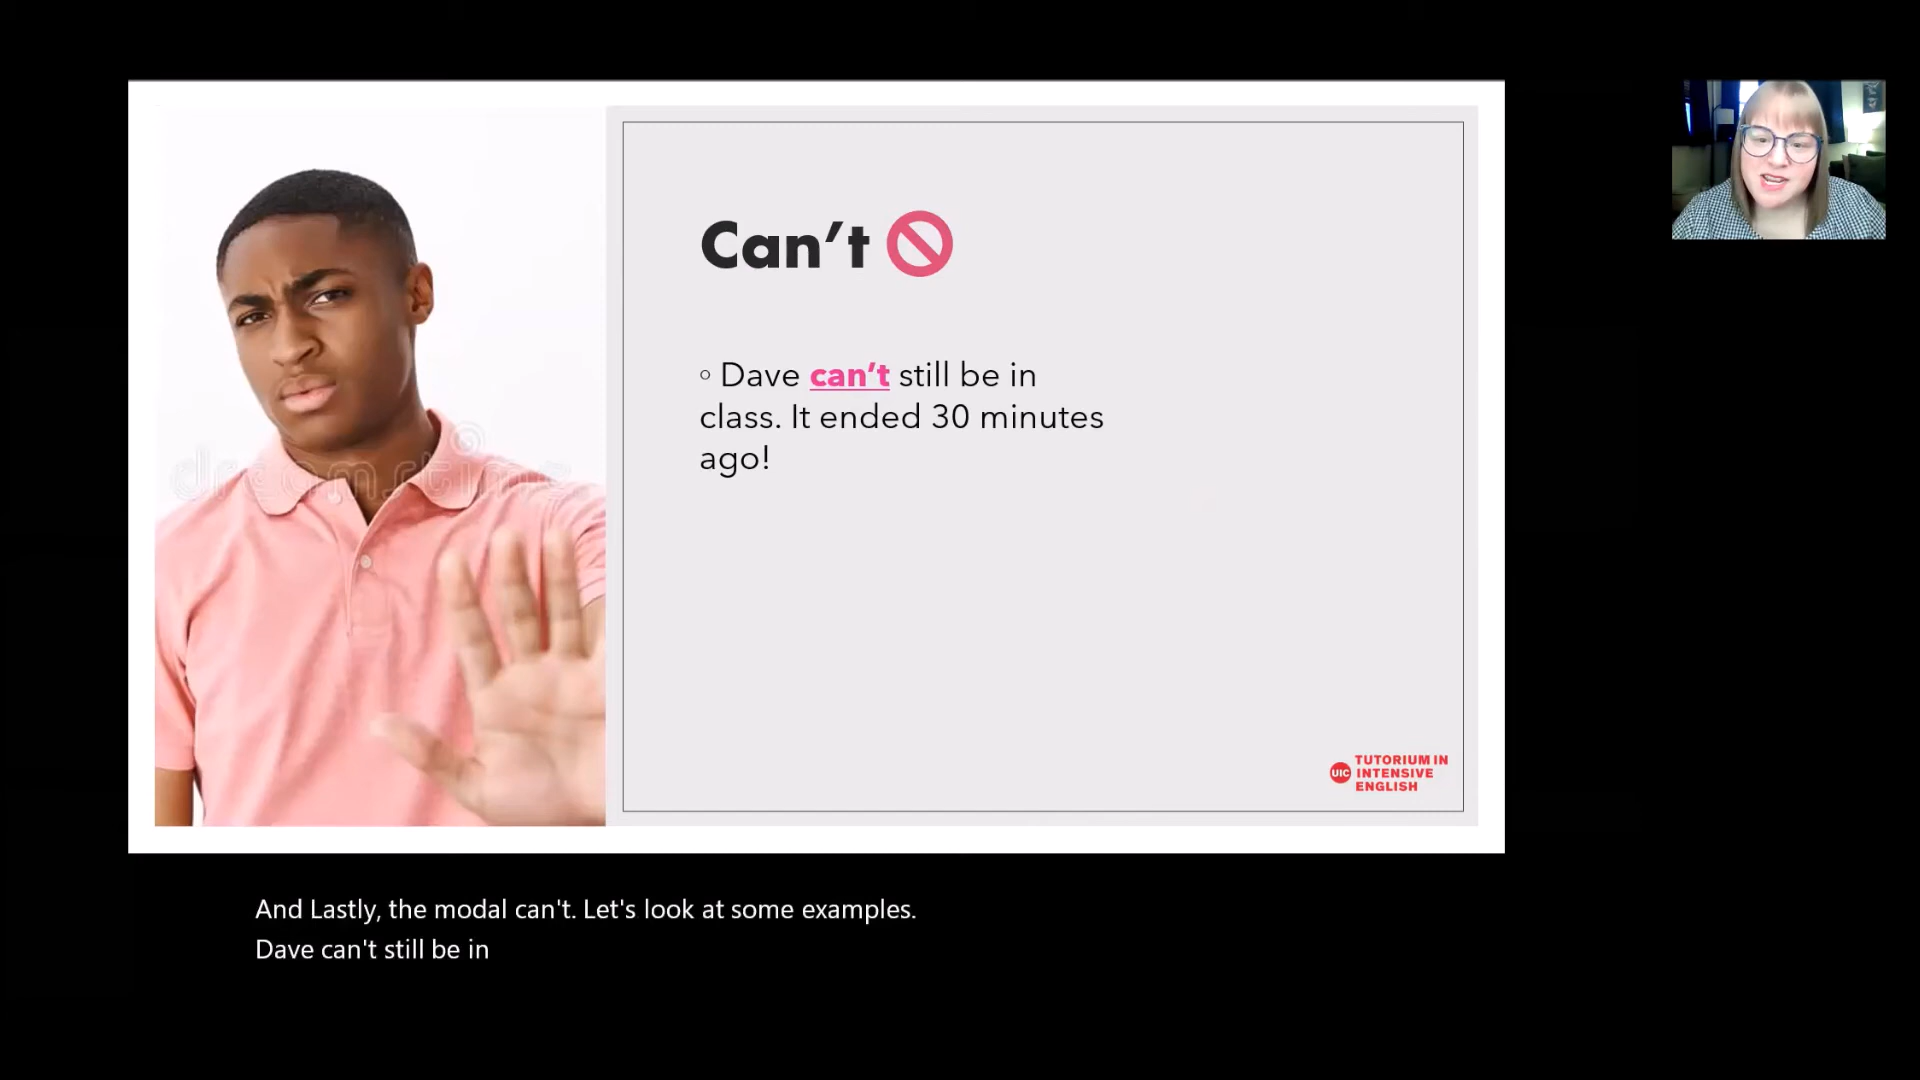 Can’t
◦ Dave can’t still be in
class. It ended 30 minutes
ago!
dreamstime
UIC
TUTORIUM IN
INTENSIVE
ENGLISH
And Lastly, the modal can't. Let's look at some examples.
Dave can't still be in